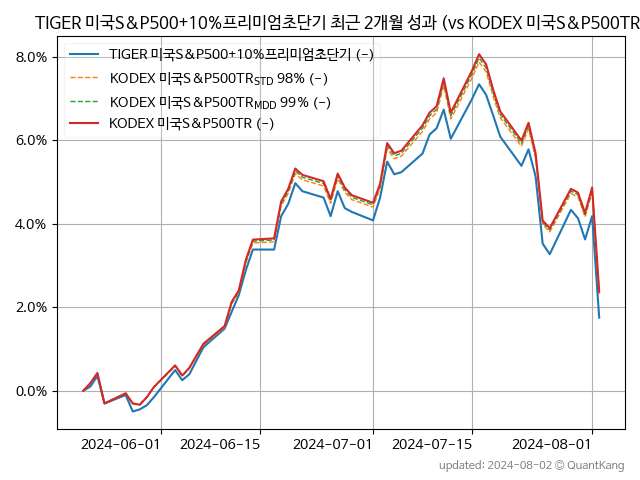 TIGER 미국S&P500+10%프리미엄초단기 최근 2개월 성과 (vs KODEX 미국S&P500TR
8.0%
6.0%
4.0%
2.0%
0.0%
TIGER 미국S&P500+10%프리미엄초단기 (-)
KODEX 미국S&P500TR STD 98% (-)
KODEX 미국S&P500TR MDD 99% (-)
KODEX 미국S&P500TR (-)
2024-06-01 2024-06-15 2024-07-01 2024-07-15 2024-08-01
updated: 2024-08-02 © QuantKang